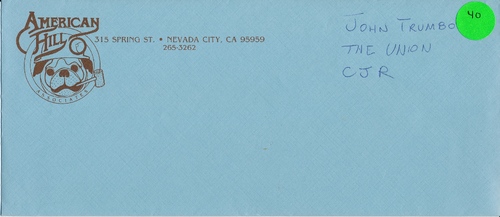 AMERICAN
HILL
ASSOCIATES
315 SPRING ST. • NEVADA CITY, CA 95959
265-3262
JOHN TRUMBO
THE UNION
CJR
40